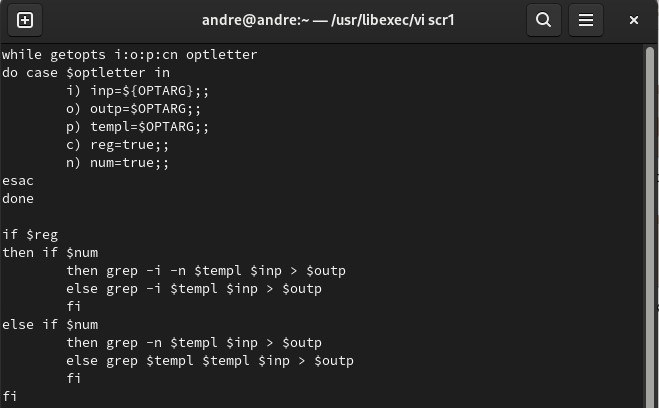 andre@andre:~ — /usr/libexec/vi scr1
while getopts i:o:p:cn optletter
do case $optletter in
        i) inp=${OPTARG};;
        o) outp=$OPTARG;;
        p) templ=$OPTARG;;
        c) reg=true;;
        n) num=true;;
esac
done

if $reg
then if $num
        then grep -i -n $templ $inp > $outp
        else grep -i $templ $inp > $outp
        fi
else if $num
        then grep -n $templ $inp > $outp
        else grep $templ $templ $inp > $outp
        fi
fi